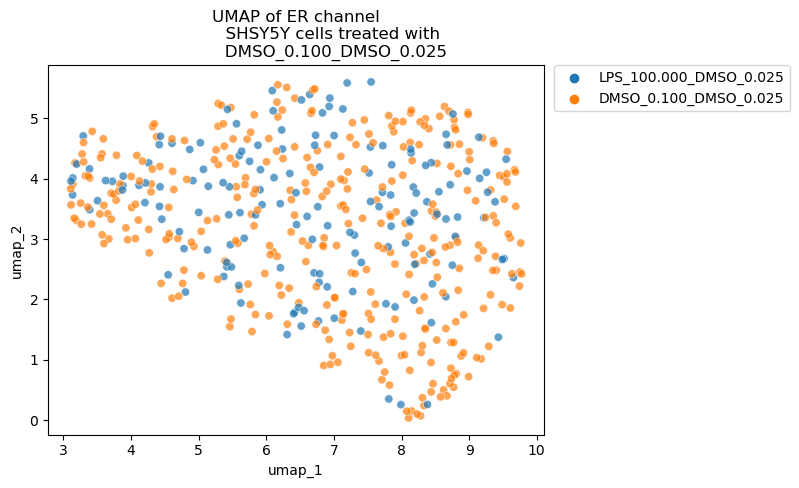 UMAP of ER channel
SHSY5Y cells treated with
DMSO_0.100_DMSO_0.025
LPS_100.000_DMSO_0.025
DMSO_0.100_DMSO_0.025
5
4
3
2
1
0
umap_2
3 4 5 6 7 8 9 10
umap_1